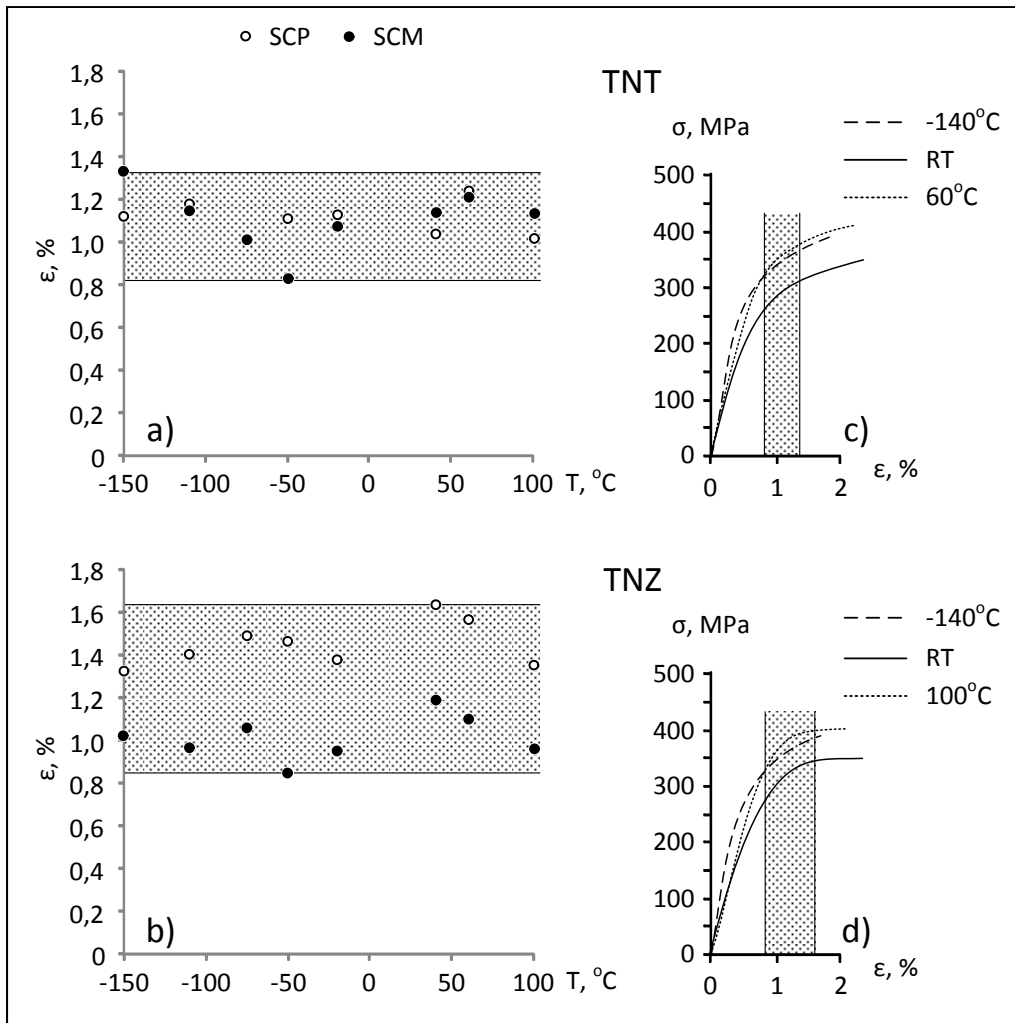 SCP SCM
1,8
1,6
1,4
1,2
1,0
0,8
0,6
0,4
0,2
0
ε, %
a)
-150 -100 -50 0 50 100
T, °C
TNT
σ, MPa
-140°C
RT
60°C
500
400
300
200
100
0
c)
0 1 2
ε, %
1,8
1,6
1,4
1,2
1,0
0,8
0,6
0,4
0,2
0
ε, %
b)
-150 -100 -50 0 50 100
T, °C
TNZ
σ, MPa
-140°C
RT
100°C
500
400
300
200
100
0
d)
0 1 2
ε, %